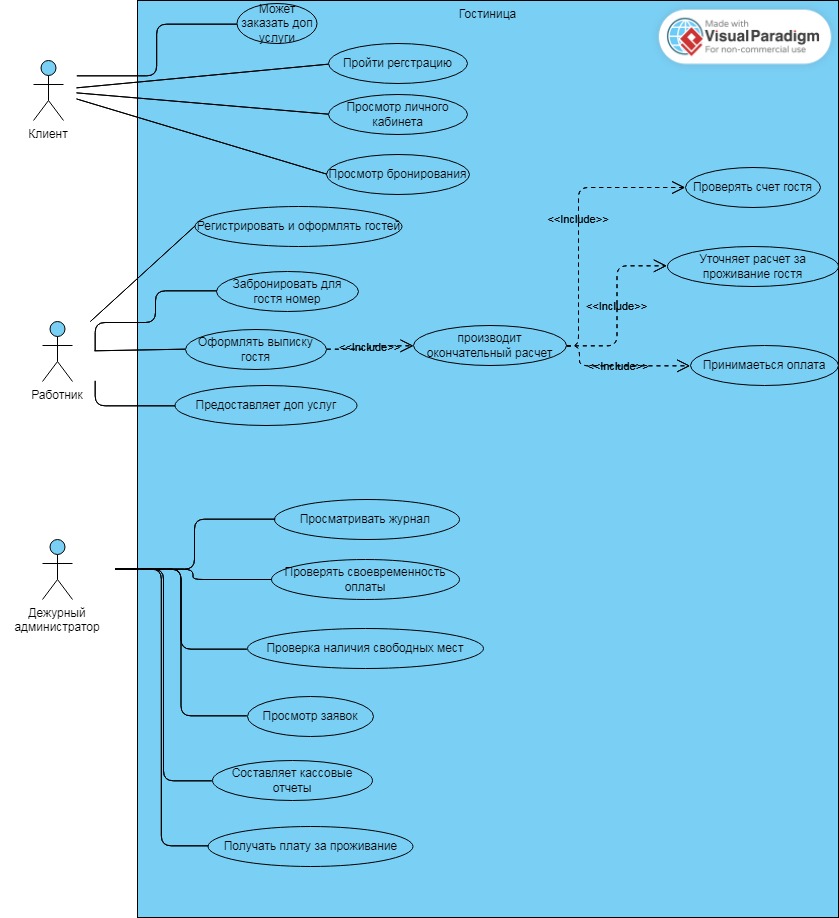 Гостиница
Made with
VisualParadigm
For non-commercial use
Может
заказать доп
услуги
Пройти регстрацию
Просмотр личного
кабинета
Клиент
Просмотр бронирования
Проверять счет гостя
<<Include>>
Регистрировать и оформлять гостей
Уточняет расчет за
проживание гостя
Забронировать для
гостя номер
<<Include>>
Оформлять выписку
гостя
<<Include>>
производит
окончательный расчет
<<Include>>
Принимаеться оплата
Работник
Предоставляет доп услуг
Просматривать журнал
Проверять своевременность
оплаты
Дежурный
администратор
Проверка наличия свободных мест
Просмотр заявок
Составляет кассовые
отчеты
Получать плату за проживание